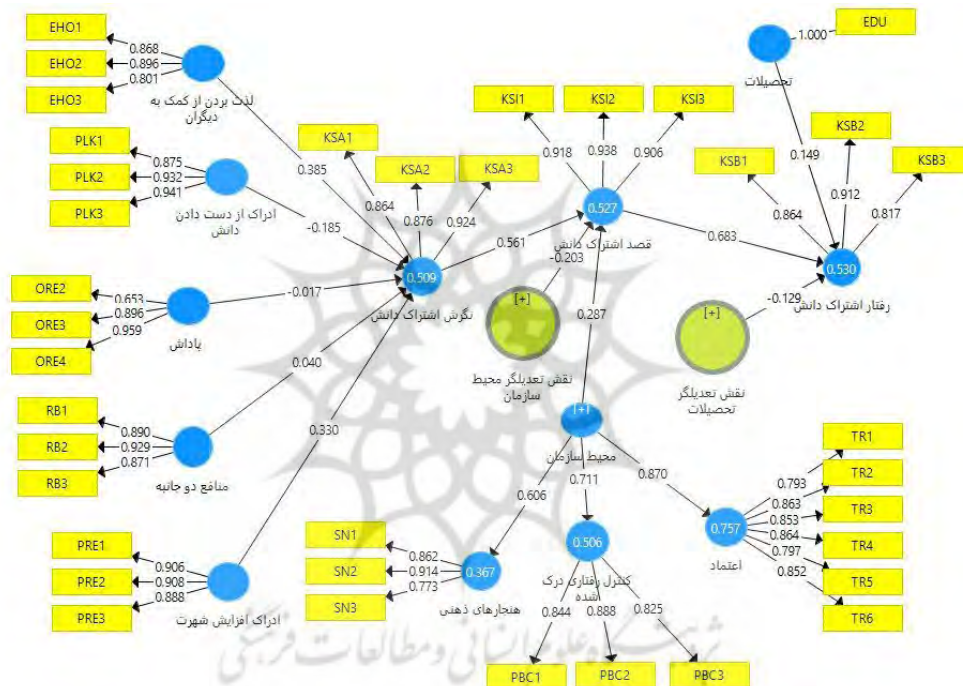 EHO1
EHO2
EHO3
0.868
0.896
0.801
لذت بردن از کمک به
دیگران
PLK1
PLK2
PLK3
0.875
0.932
0.941
ادراک از دست دادن
دانش
ORE2
ORE3
ORE4
0.653
0.896
0.959
پاداش
RB1
RB2
RB3
0.890
0.929
0.871
منافع دو جانبه
PRE1
PRE2
PRE3
0.906
0.908
0.888
ادراک افزایش شهرت
0.385
-0.185
-0.017
0.040
0.330
KSA1
KSA2
KSA3
0.864
0.876
0.924
0.509
نگرش اشتراک دانش
0.561
KSI1
KSI2
KSI3
0.918
0.938
0.906
0.527
قصد اشتراک دانش
-0.203
[+]
نقش تعدیلگر محیط
سازمان
0.287
0.683
EDU
1.000
تحصیلات
0.149
KSB1
KSB2
KSB3
0.864
0.912
0.817
0.530
رفتار اشتراک دانش
-0.129
[+]
نقش تعدیلگر
تحصیلات
[+]
محیط سازمان
0.606
0.711
0.870
SN1
SN2
SN3
0.862
0.914
0.773
0.367
هنجارهای ذهنی
0.506
کنترل رفتاری درک
شده
0.844
0.888
0.825
PBC1
PBC2
PBC3
0.757
اعتماد
0.793
0.863
0.853
0.864
0.797
0.852
TR1
TR2
TR3
TR4
TR5
TR6
پژوهشگاه علوم انسانی و مطالعات فرهنگی